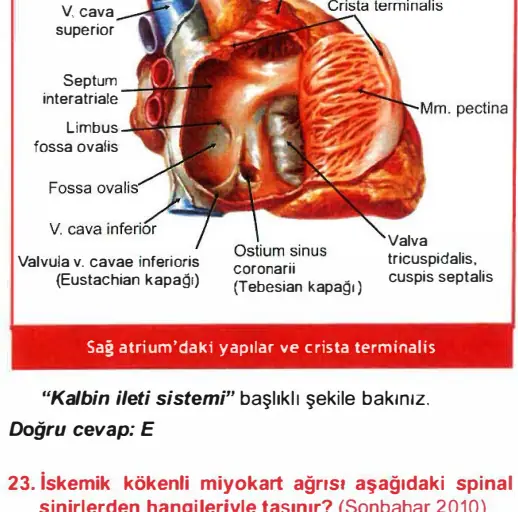 V. cava
superior
Crista terminalis
Septum
interatriale
Mm. pectina
Limbus
fossa ovalis
Fossa ovalis
V. cava inferior
Valvula v. cavae inferioris
(Eustachian kapağı)
Ostium sinus
coronarii
(Tebesian kapağı)
Valva
tricuspidalis,
cuspis septalis
Sağ atrium'daki yapılar ve crista terminalis
“Kalbin ileti sistemi” başlıklı şekile bakınız.
Doğru cevap: E
23. İskemik kökenli miyokart ağrısı aşağıdaki spinal
sinirlerden hangileriyle taşınır? (Sonbahar 2010)